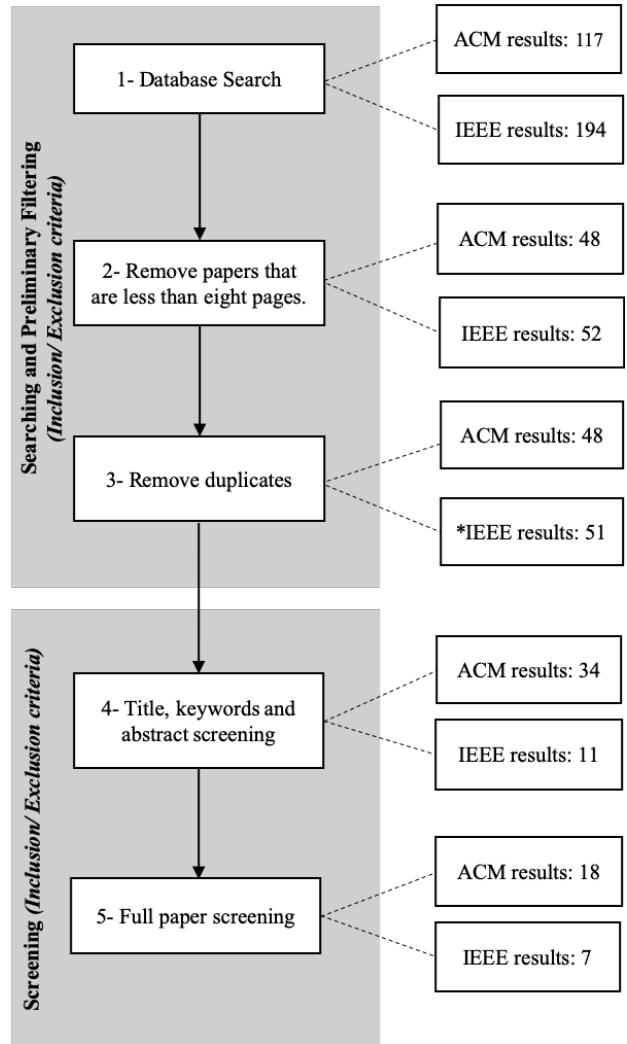 Searching and Preliminary Filtering
(Inclusion/ Exclusion criteria)
1- Database Search
ACM results: 117
IEEE results: 194
2- Remove papers that
are less than eight pages.
ACM results: 48
IEEE results: 52
3- Remove duplicates
ACM results: 48
*IEEE results: 51
Screening (Inclusion/ Exclusion criteria)
4- Title, keywords and
abstract screening
ACM results: 34
IEEE results: 11
5- Full paper screening
ACM results: 18
IEEE results: 7